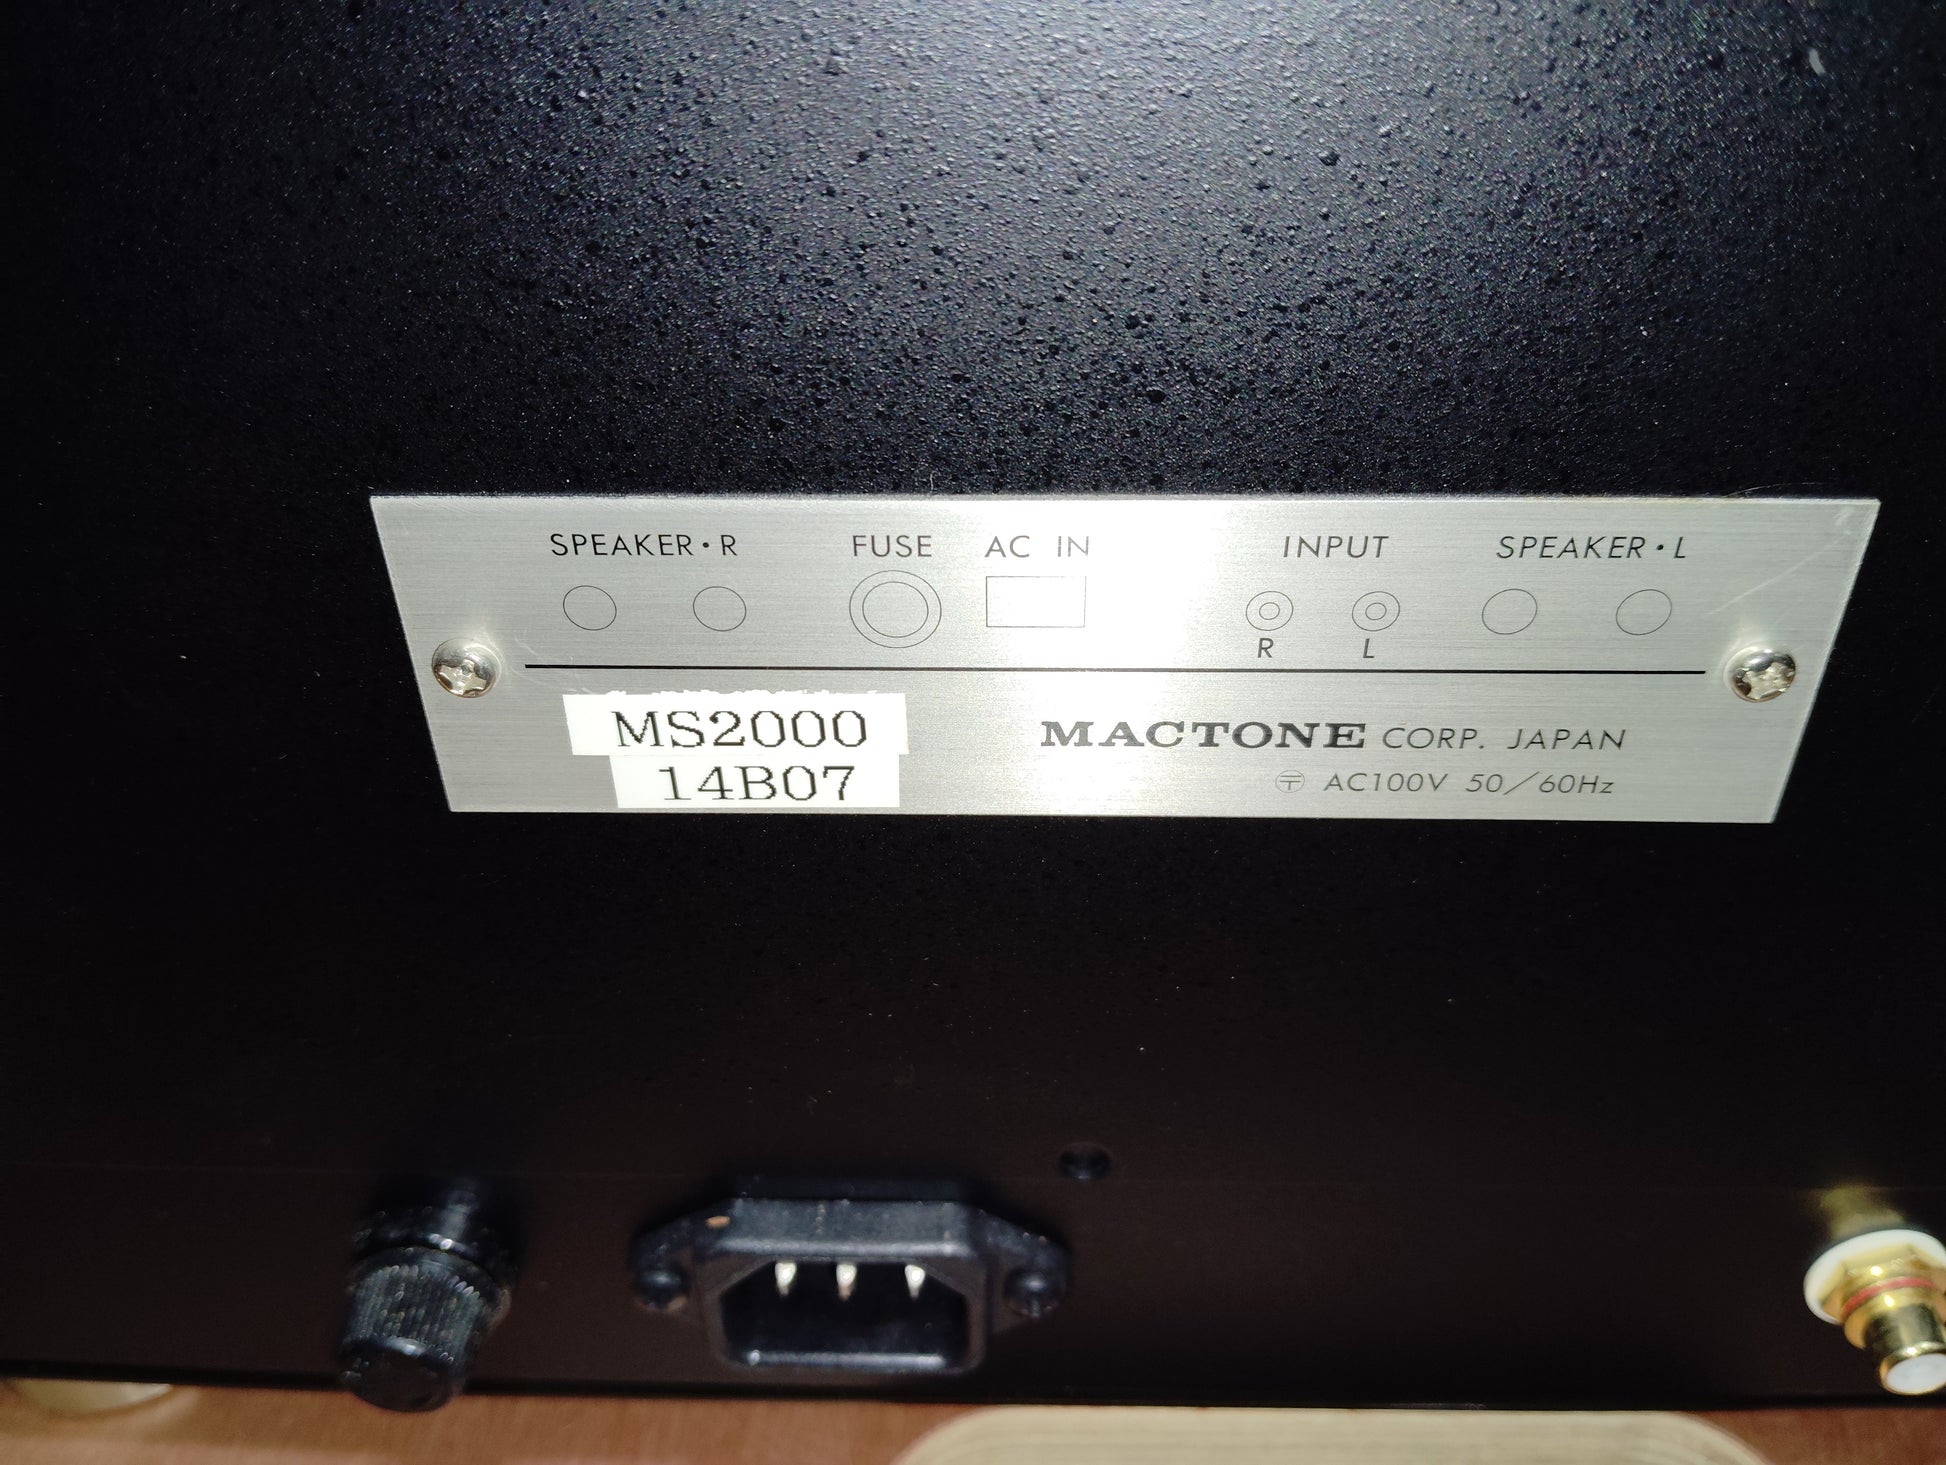 SPEAKER・R FUSE AC IN INPUT SPEAKER・L
R L
MS2000
MACTONE CORP. JAPAN
14B07
〶 AC100V 50/60Hz